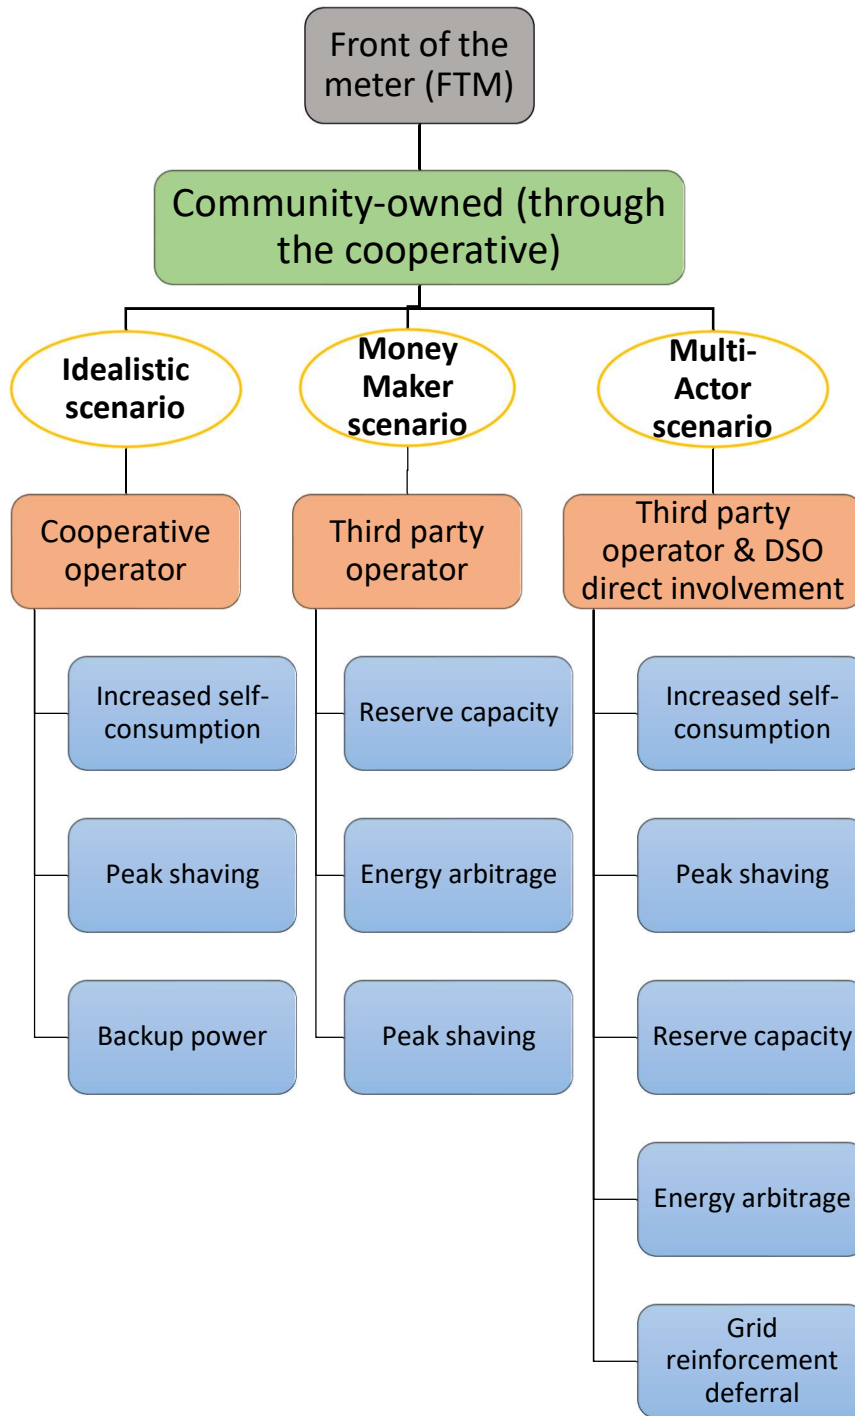 Front of the
meter (FTM)
Community-owned (through
the cooperative)
Idealistic
scenario
Money
Maker
scenario
Multi-
Actor
scenario
Cooperative
operator
Third party
operator
Third party
operator & DSO
direct involvement
Increased self-
consumption
Peak shaving
Backup power
Reserve capacity
Energy arbitrage
Peak shaving
Increased self-
consumption
Peak shaving
Reserve capacity
Energy arbitrage
Grid
reinforcement
deferral